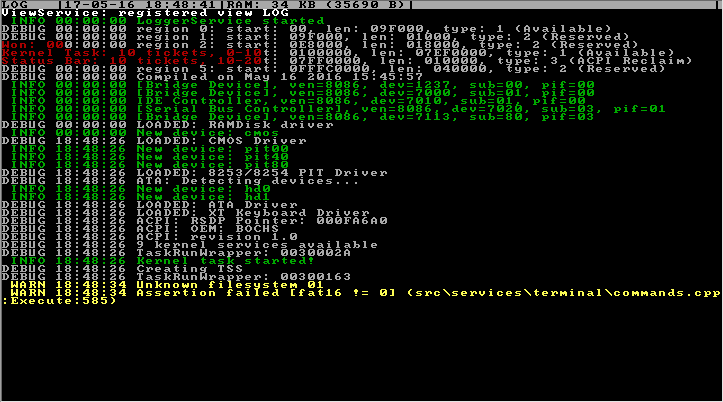 LOG |17-05-16 18:48:41|RAM: 34 KB (35690 B)|
ViewService: registered view LOG
INFO 00:00:00 LoggerService started
DEBUG 00:00:00 region 0: start: 00, len: 09F000, type: 1 (Available)
DEBUG 00:00:00 region 1: start: 09f000, len: 01000, type: 2 (Reserved)
Won: 000:00:00 region 2: start: 0E8000, len: 018000, type: 2 (Reserved)
Kernel Task: 10 tickets, 0-10t: 0100000, len: 07EF0000, type: 1 (Available)
Status Bar: 10 tickets, 10-20t: 07FF0000, len: 010000, type: 3 (ACPI Reclaim)
DEBUG 00:00:00 region 5: start: 0FFFC0000, len: 040000, type: 2 (Reserved)
DEBUG 00:00:00 Compiled on May 16 2016 15:45:57
INFO 00:00:00 [Bridge Device], ven=8086, dev=1237, sub=00, pif=00
INFO 00:00:00 [Bridge Device], ven=8086, dev=7000, sub=01, pif=00
INFO 00:00:00 IDE Controller, ven=8086, dev=7010, sub=01, pif=00
INFO 00:00:00 [Serial Bus Controller], ven=8086, dev=7020, sub=03, pif=01
INFO 00:00:00 [Bridge Device], ven=8086, dev=7113, sub=80, pif=03
DEBUG 00:00:00 LOADED: RAMDisk driver
INFO 00:00:00 New device: cmos
DEBUG 18:48:26 LOADED: CMOS Driver
INFO 18:48:26 New device: pit00
INFO 18:48:26 New device: pit40
INFO 18:48:26 New device: pit80
DEBUG 18:48:26 LOADED: 8253/8254 PIT Driver
DEBUG 18:48:26 ATA: Detecting devices...
INFO 18:48:26 New device: hd0
INFO 18:48:26 New device: hd1
DEBUG 18:48:26 LOADED: ATA Driver
DEBUG 18:48:26 LOADED: XT Keyboard Driver
DEBUG 18:48:26 ACPI: RSDP Pointer: 000FA6A0
DEBUG 18:48:26 ACPI: OEM: BOCHS
DEBUG 18:48:26 ACPI: revision 1.0
DEBUG 18:48:26 9 kernel services available
DEBUG 18:48:26 TaskRunWrapper: 0030002A
INFO 18:48:26 Kernel task started!
DEBUG 18:48:26 Creating TSS
DEBUG 18:48:26 TaskRunWrapper: 00300163
WARN 18:48:34 Unknown filesystem 01
WARN 18:48:34 Assertion failed [fat16 != 0] (src\services\terminal\commands.cpp
:Execute:585)